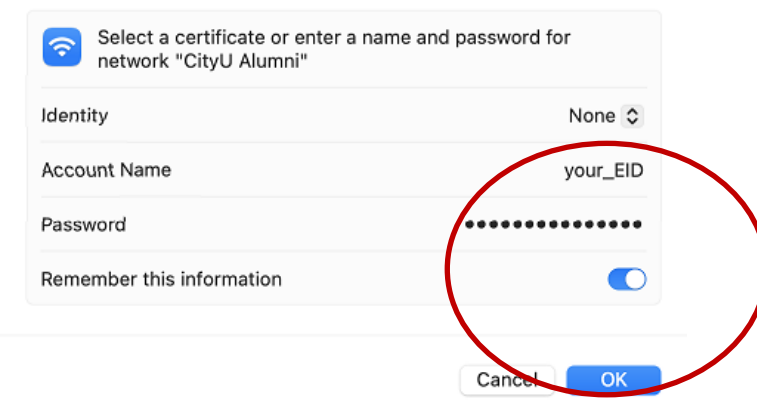 Select a certificate or enter a name and password for
network "CityU Alumni"
Identity None
Account Name your_EID
Password ●●●●●●●●●●●●●●●
Remember this information
Cancel OK